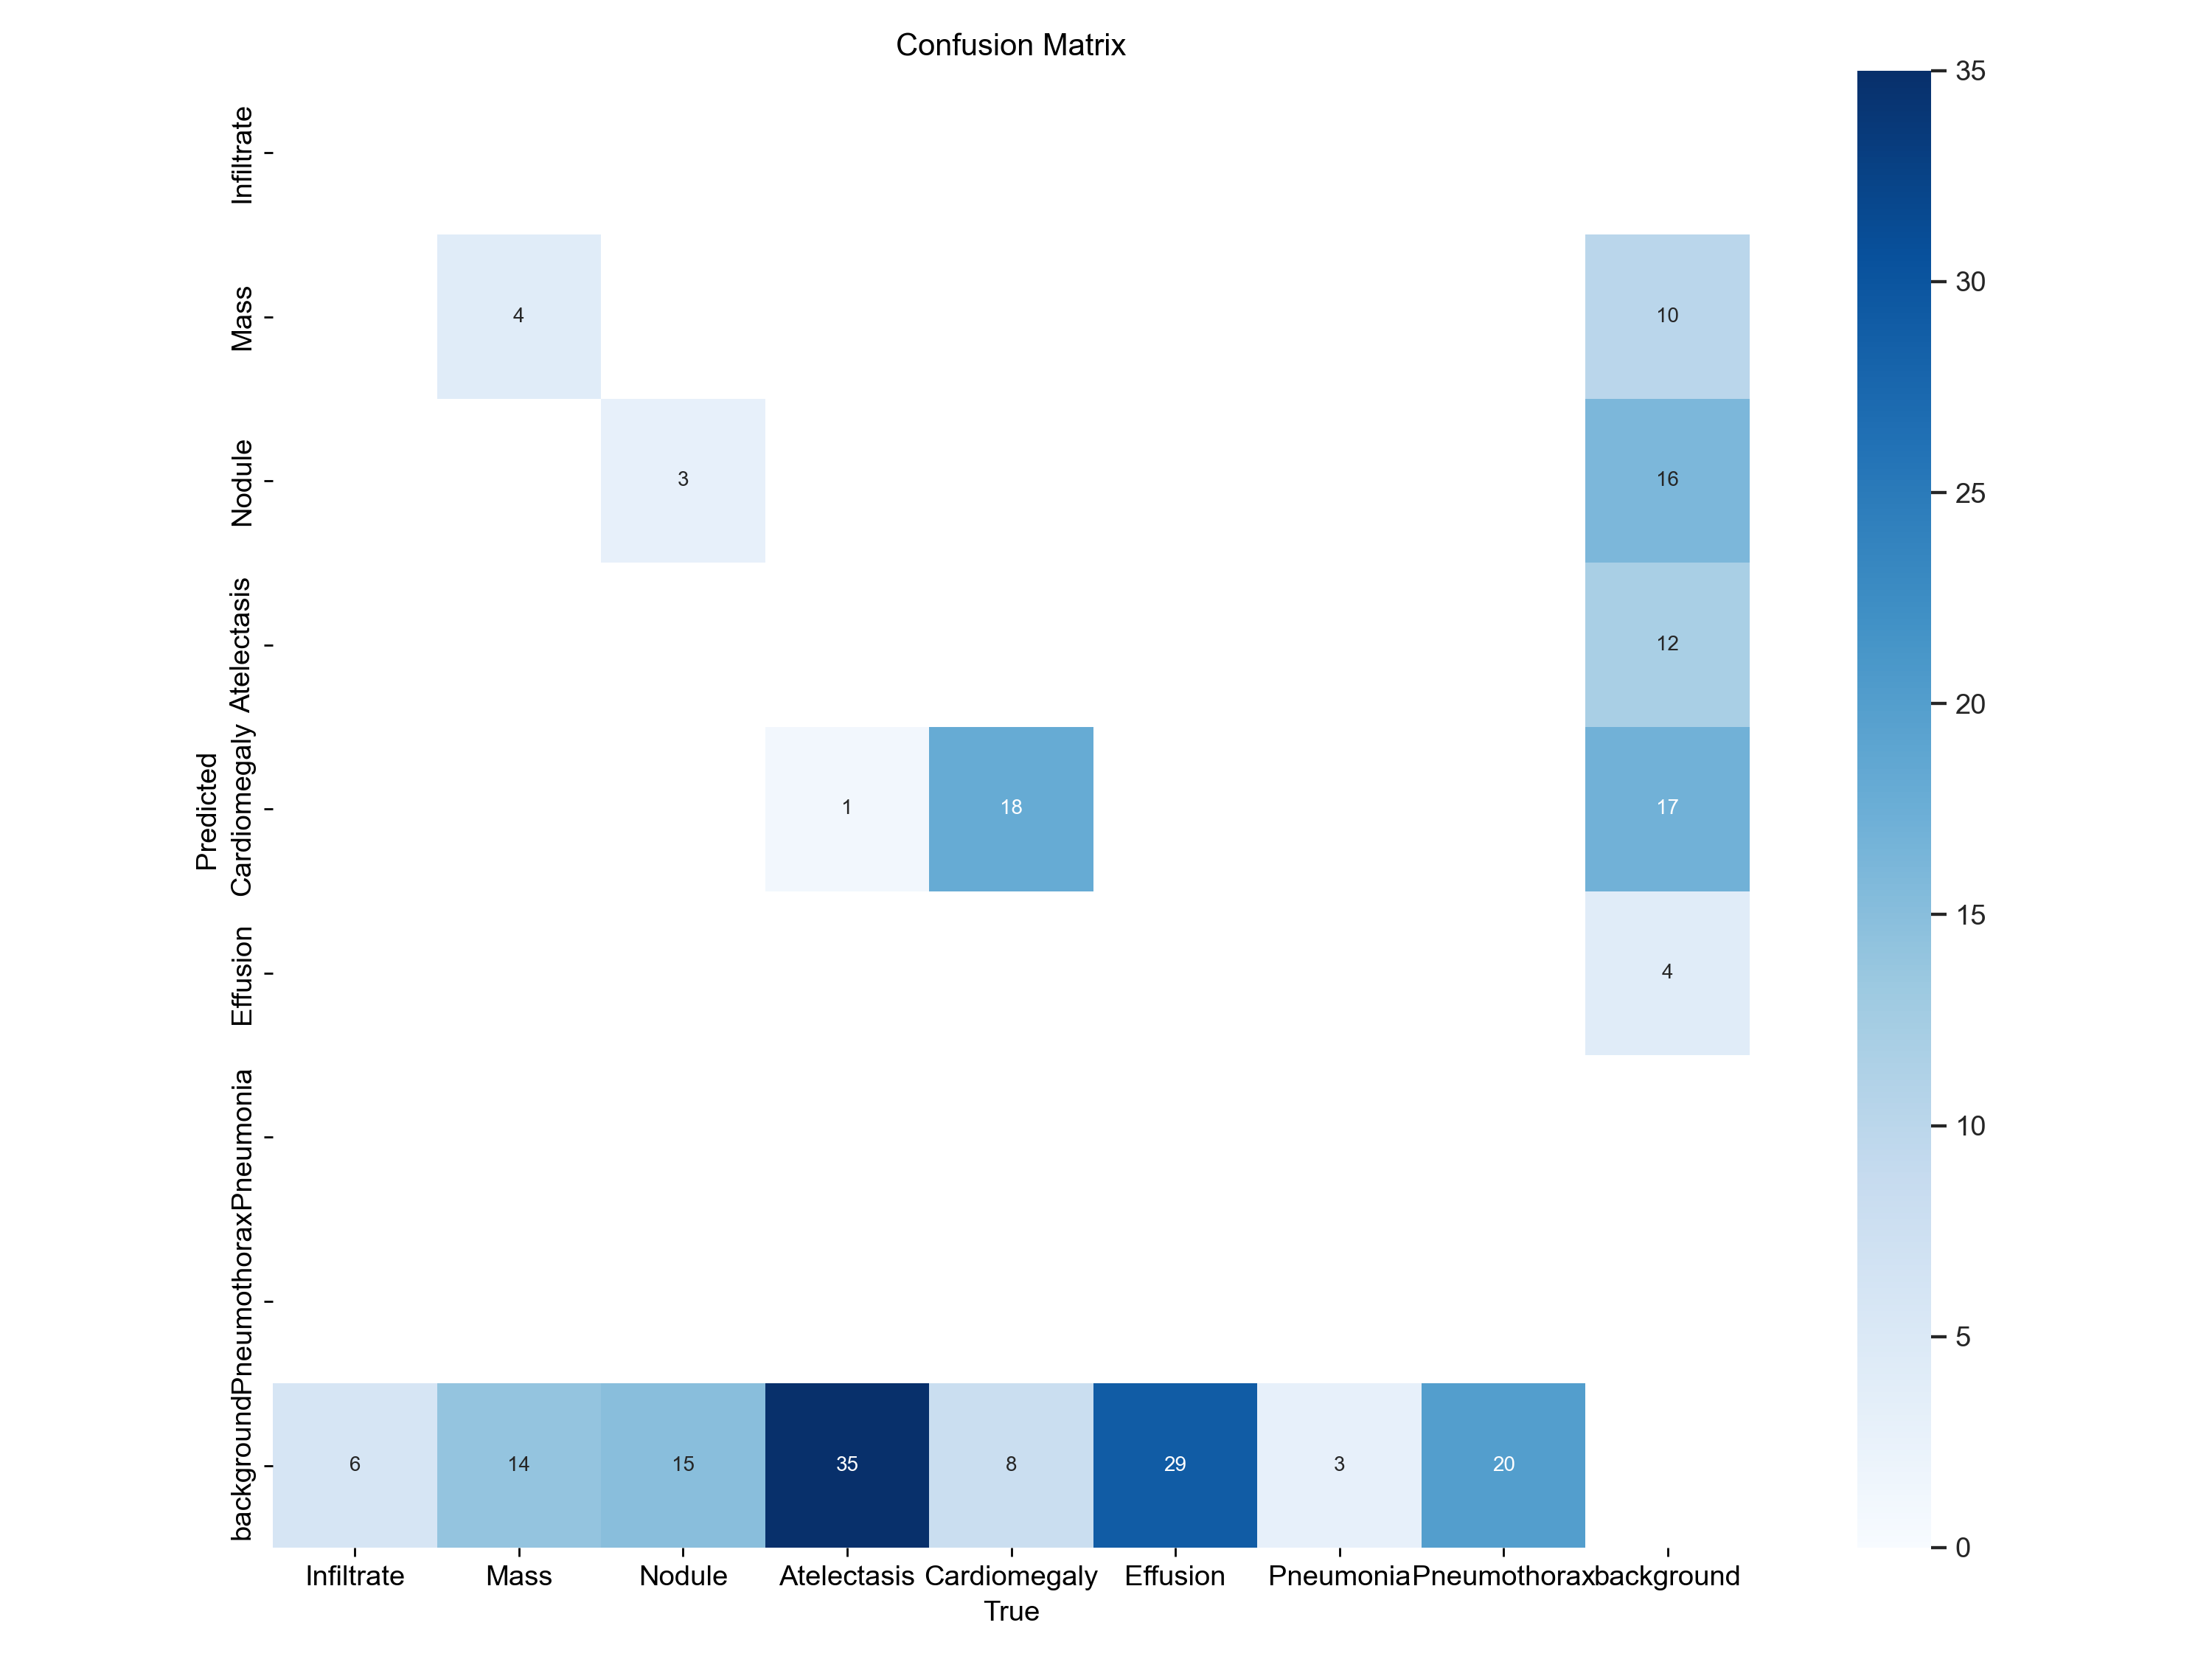 Confusion Matrix
35
30
25
20
15
10
5
0
Predicted
Infiltrate
Mass
Nodule
Atelectasis
Cardiomegaly
Effusion
Pneumonia
Pneumothorax
background
4 10
3 16
12
1 18 17
4
6 14 15 35 8 29 3 20
Infiltrate Mass Nodule Atelectasis Cardiomegaly Effusion Pneumonia Pneumothorax background
True